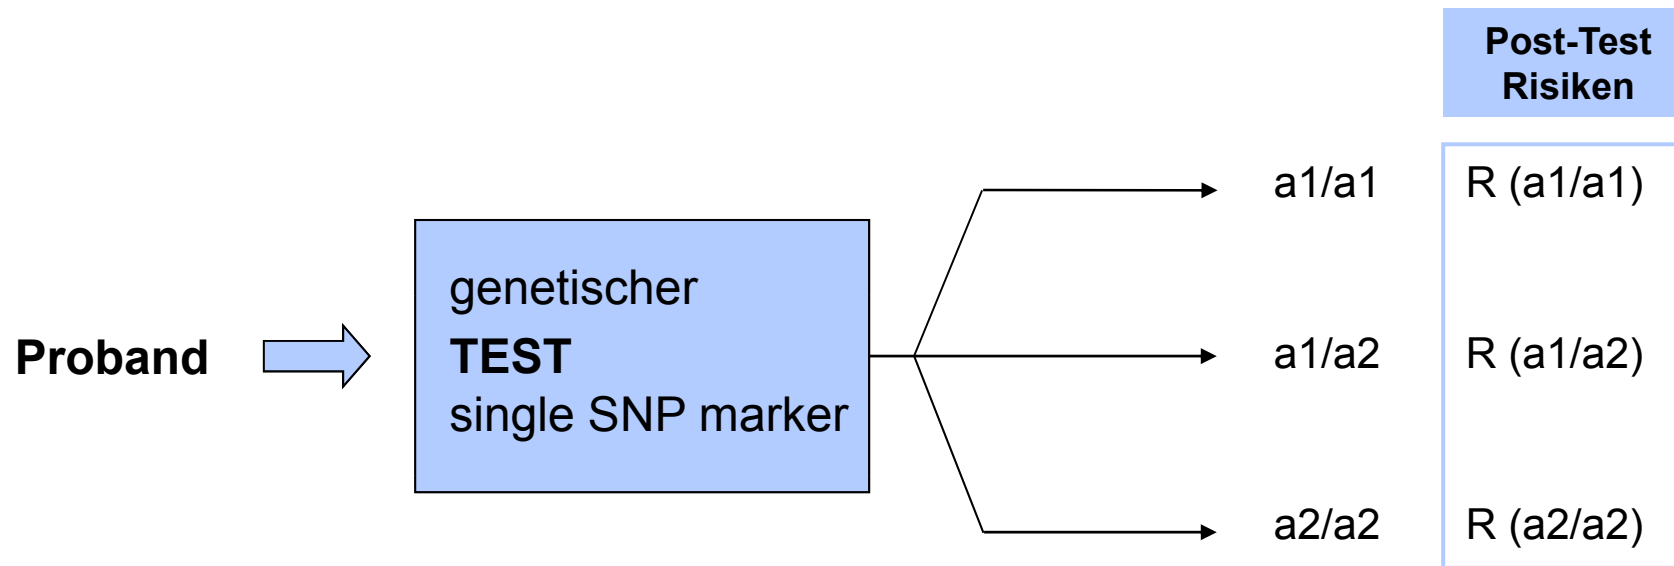 Post-Test
Risiken
a1/a1 R (a1/a1)
genetischer
Proband TEST a1/a2 R (a1/a2)
single SNP marker
a2/a2 R (a2/a2)